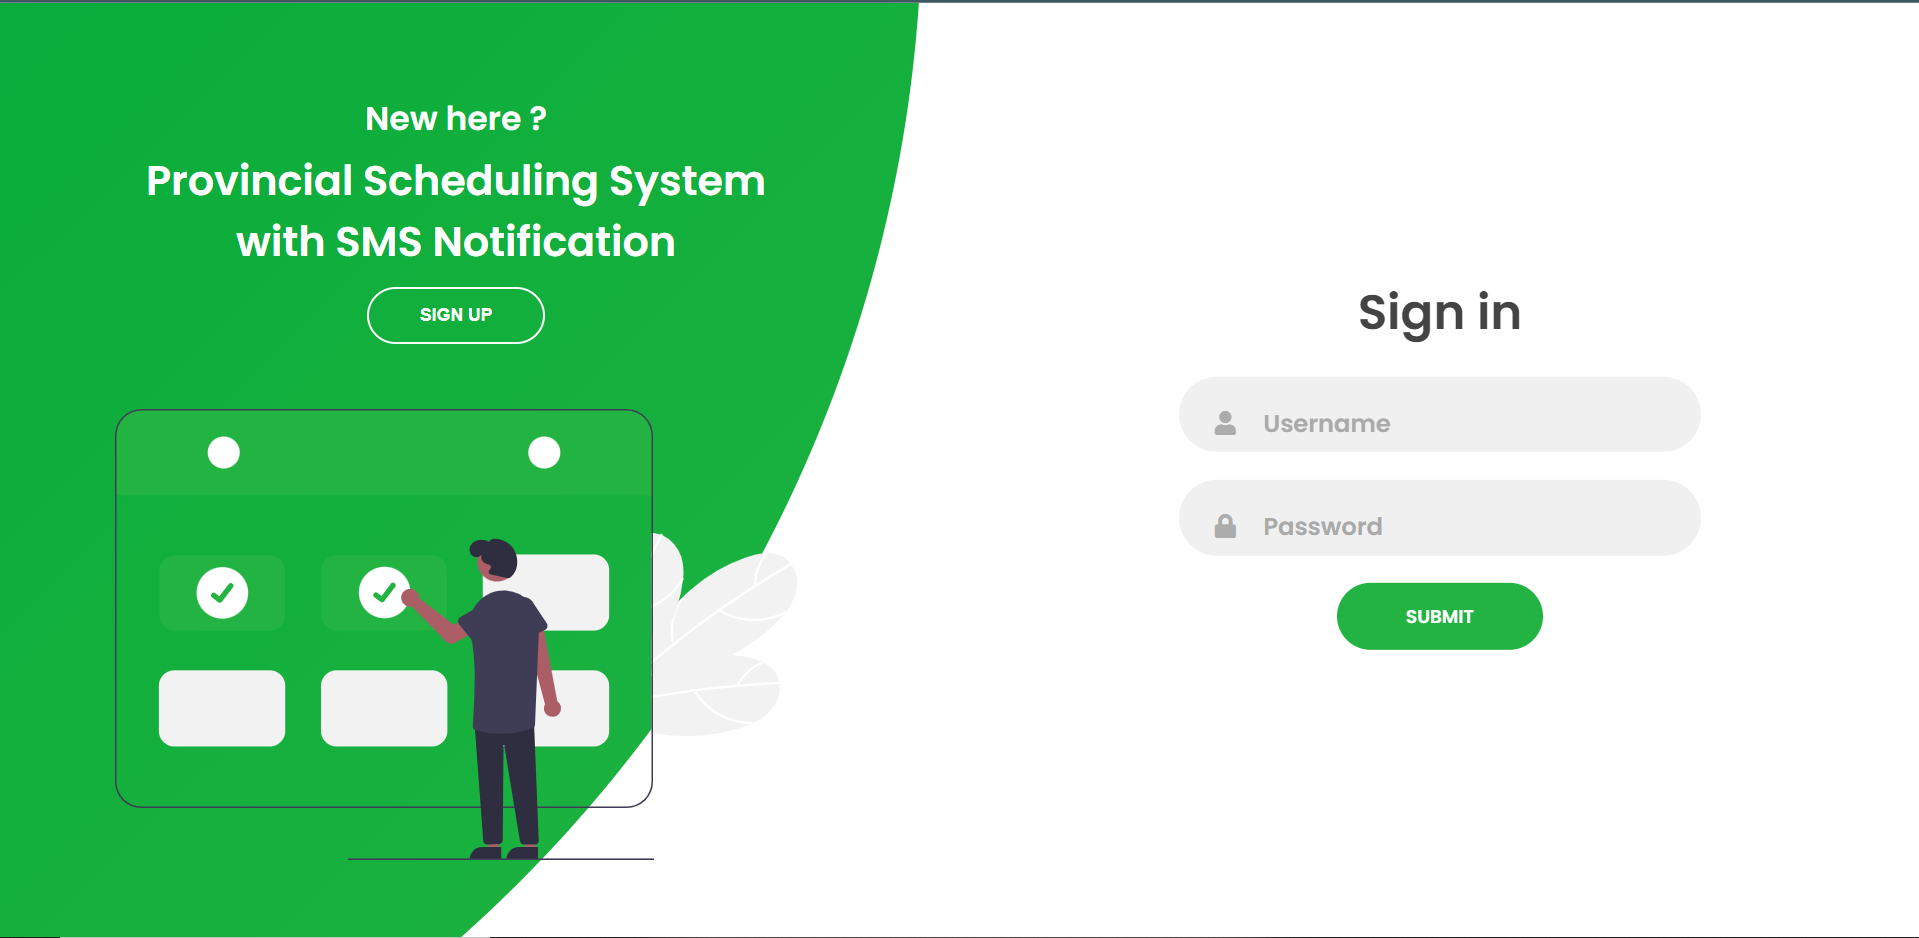 New here ?
Provincial Scheduling System
with SMS Notification
SIGN UP
Sign in
Username
Password
SUBMIT